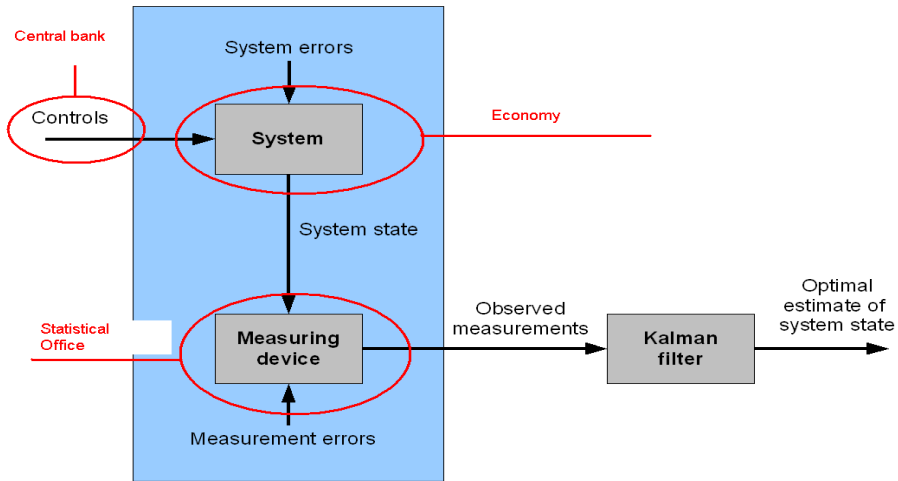 Central bank
System errors
Controls
Economy
System
System state
Statistical
Office
Measuring
device
Observed
measurements
Kalman
filter
Optimal
estimate of
system state
Measurement errors